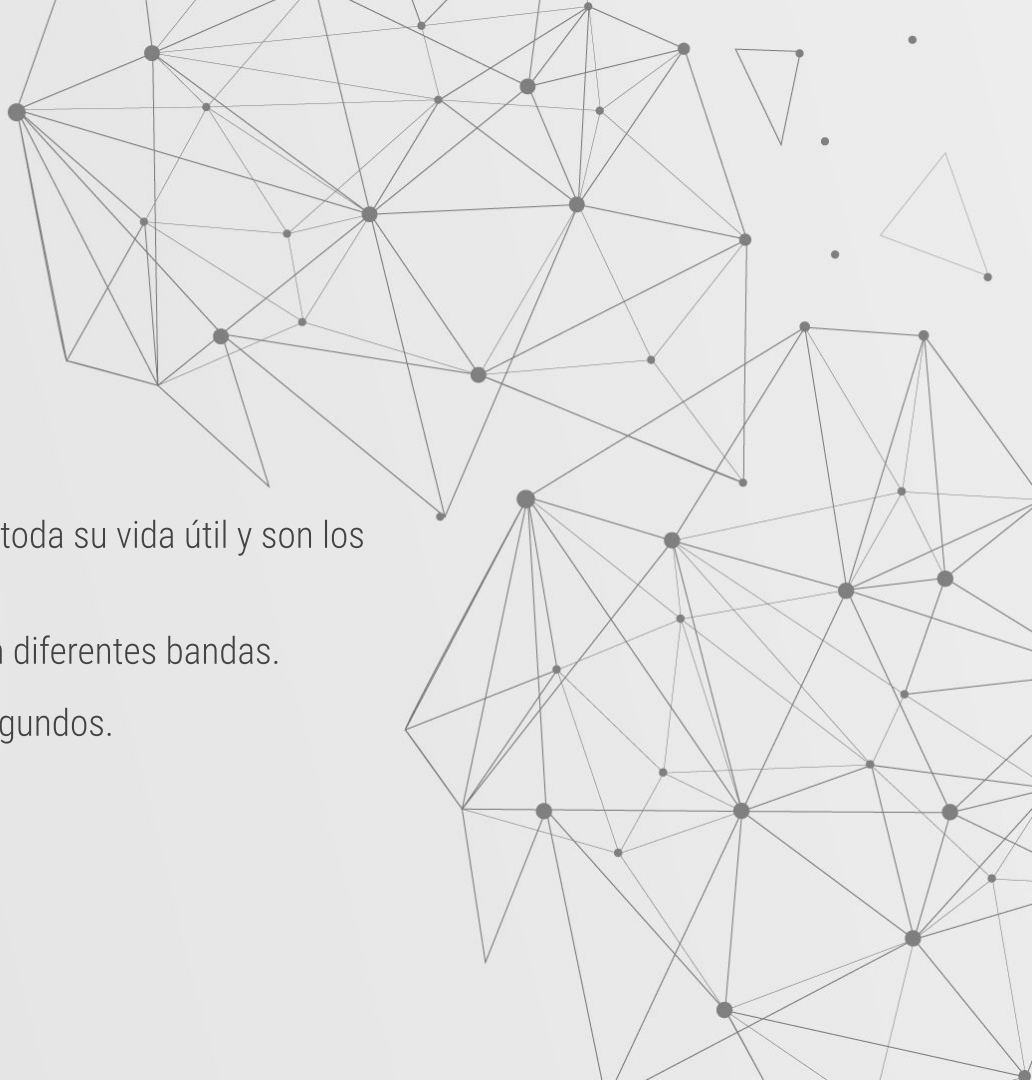 toda su vida útil y son los
diferentes bandas.
gundos.